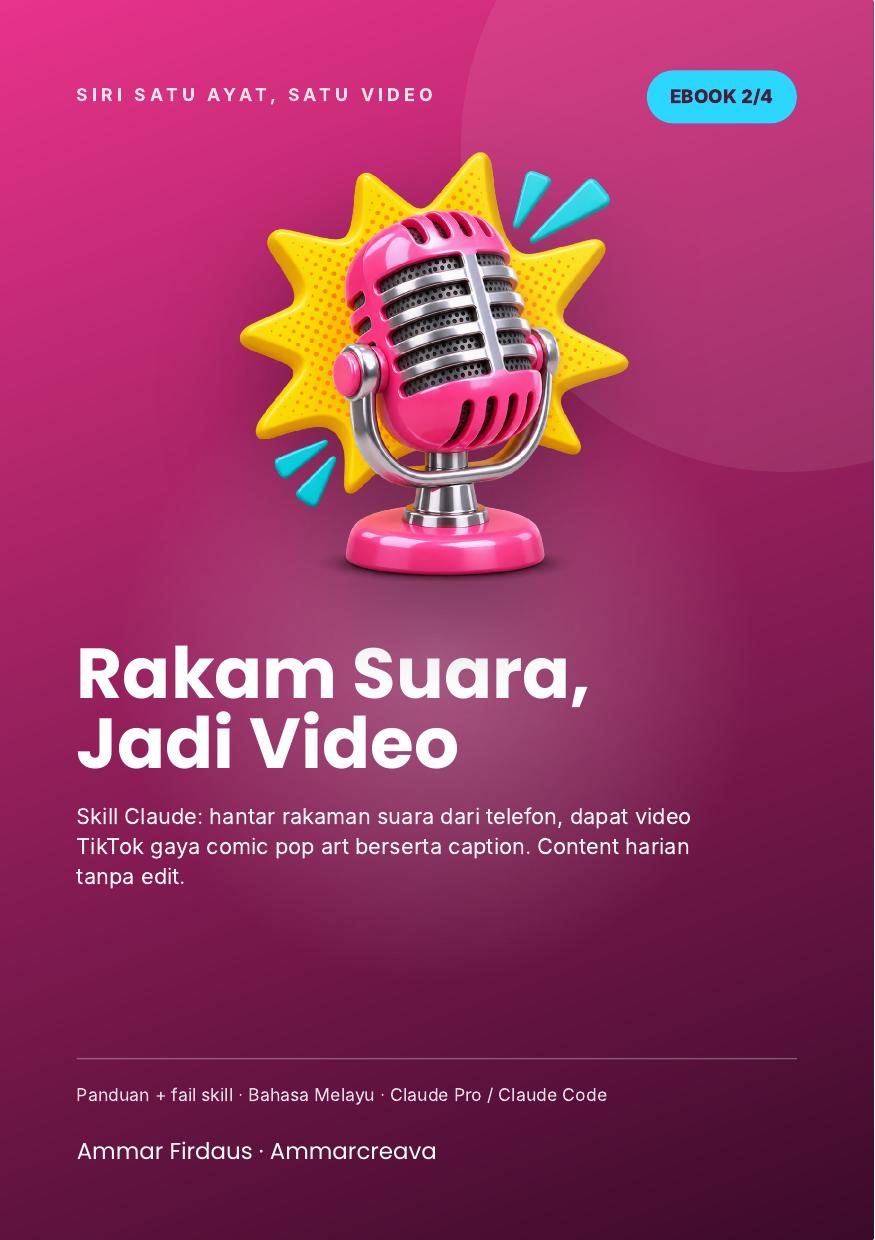 SIRI SATU AYAT, SATU VIDEO
EBOOK 2/4
Rakam Suara,
Jadi Video
Skill Claude: hantar rakaman suara dari telefon, dapat video
TikTok gaya comic pop art berserta caption. Content harian
tanpa edit.
Panduan + fail skill · Bahasa Melayu · Claude Pro / Claude Code
Ammar Firdaus · Ammarcreava